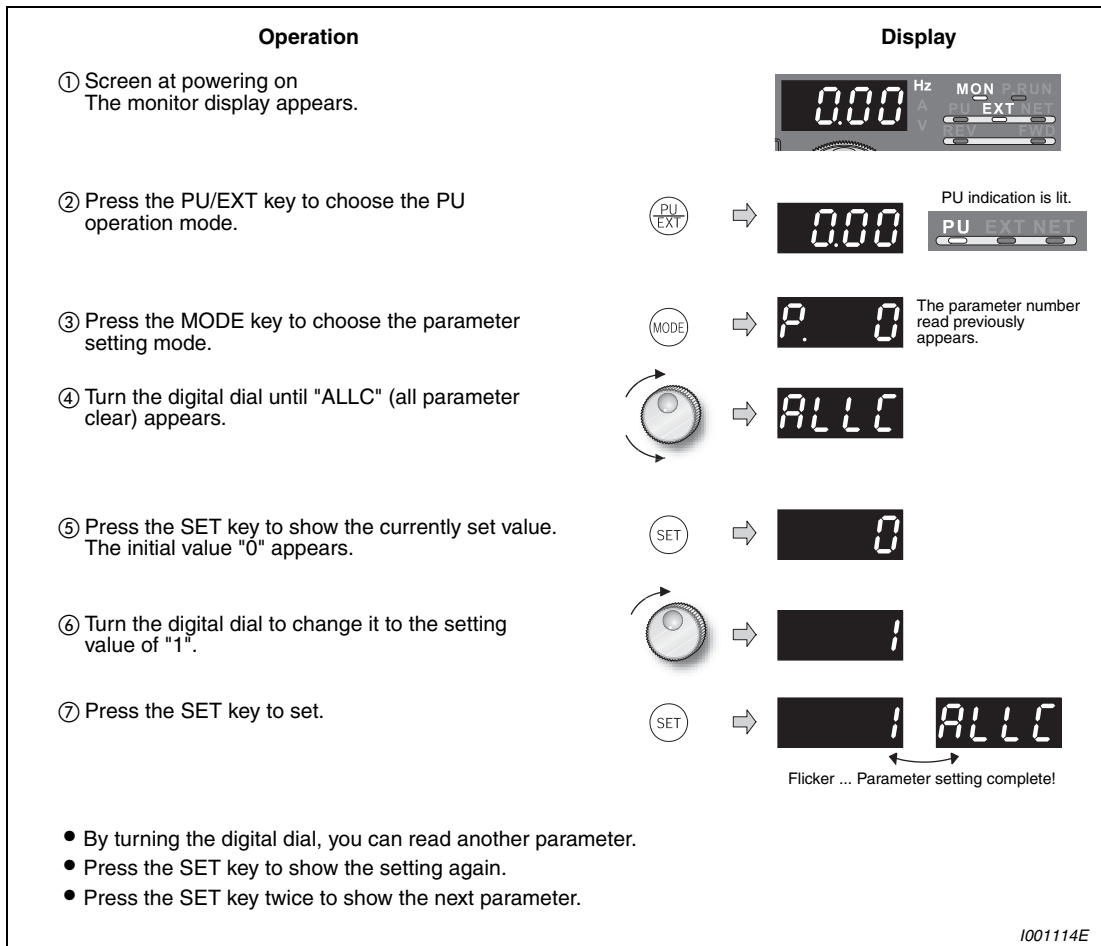 Operation
Display
① Screen at powering on
The monitor display appears.
0.00
Hz
A
V
MON P.RUN
PU EXT NET
REV FWD
② Press the PU/EXT key to choose the PU
operation mode.
PU
EXT
0.00
PU indication is lit.
PU EXT NET
③ Press the MODE key to choose the parameter
setting mode.
MODE
P. 0
The parameter number
read previously
appears.
④ Turn the digital dial until "ALLC" (all parameter
clear) appears.
ALLC
⑤ Press the SET key to show the currently set value.
The initial value "0" appears.
SET
0
⑥ Turn the digital dial to change it to the setting
value of "1".
1
⑦ Press the SET key to set.
SET
1 ALLC
Flicker ... Parameter setting complete!
● By turning the digital dial, you can read another parameter.
● Press the SET key to show the setting again.
● Press the SET key twice to show the next parameter.
I001114E